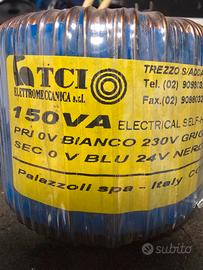 TCI
ELETTROMECCANICA s.r.l.
TREZZO S/ADDA
Tel. (02)
Fax. (02)
150VA ELECTRICAL SELF-
PRI 0V BIANCO 230V GRIG
SEC 0 V BLU 24V NERO
Palazzoli spa - Italy
subito